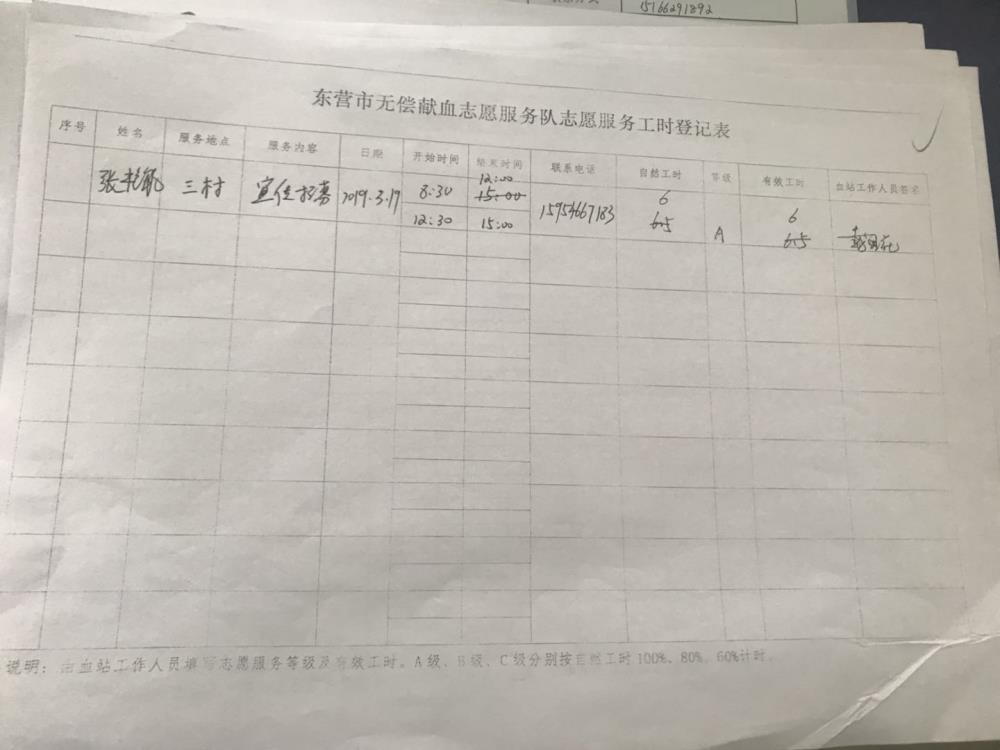 15166291892
东营市无偿献血志愿服务队志愿服务工时登记表
序号 姓名 服务地点 服务内容 日期 开始时间 结束时间 联系电话 自然工时 等级 有效工时 血站工作人员签名
张 三村 宣传招募 2019.3.17 8:30 12:00 15:00 15954667183 6 6
12:30 15:00 6.5 A 6.5
说明：由血站工作人员填写志愿服务等级及有效工时。A级、B级、C级分别按自然工时100%、80%、60%计时。